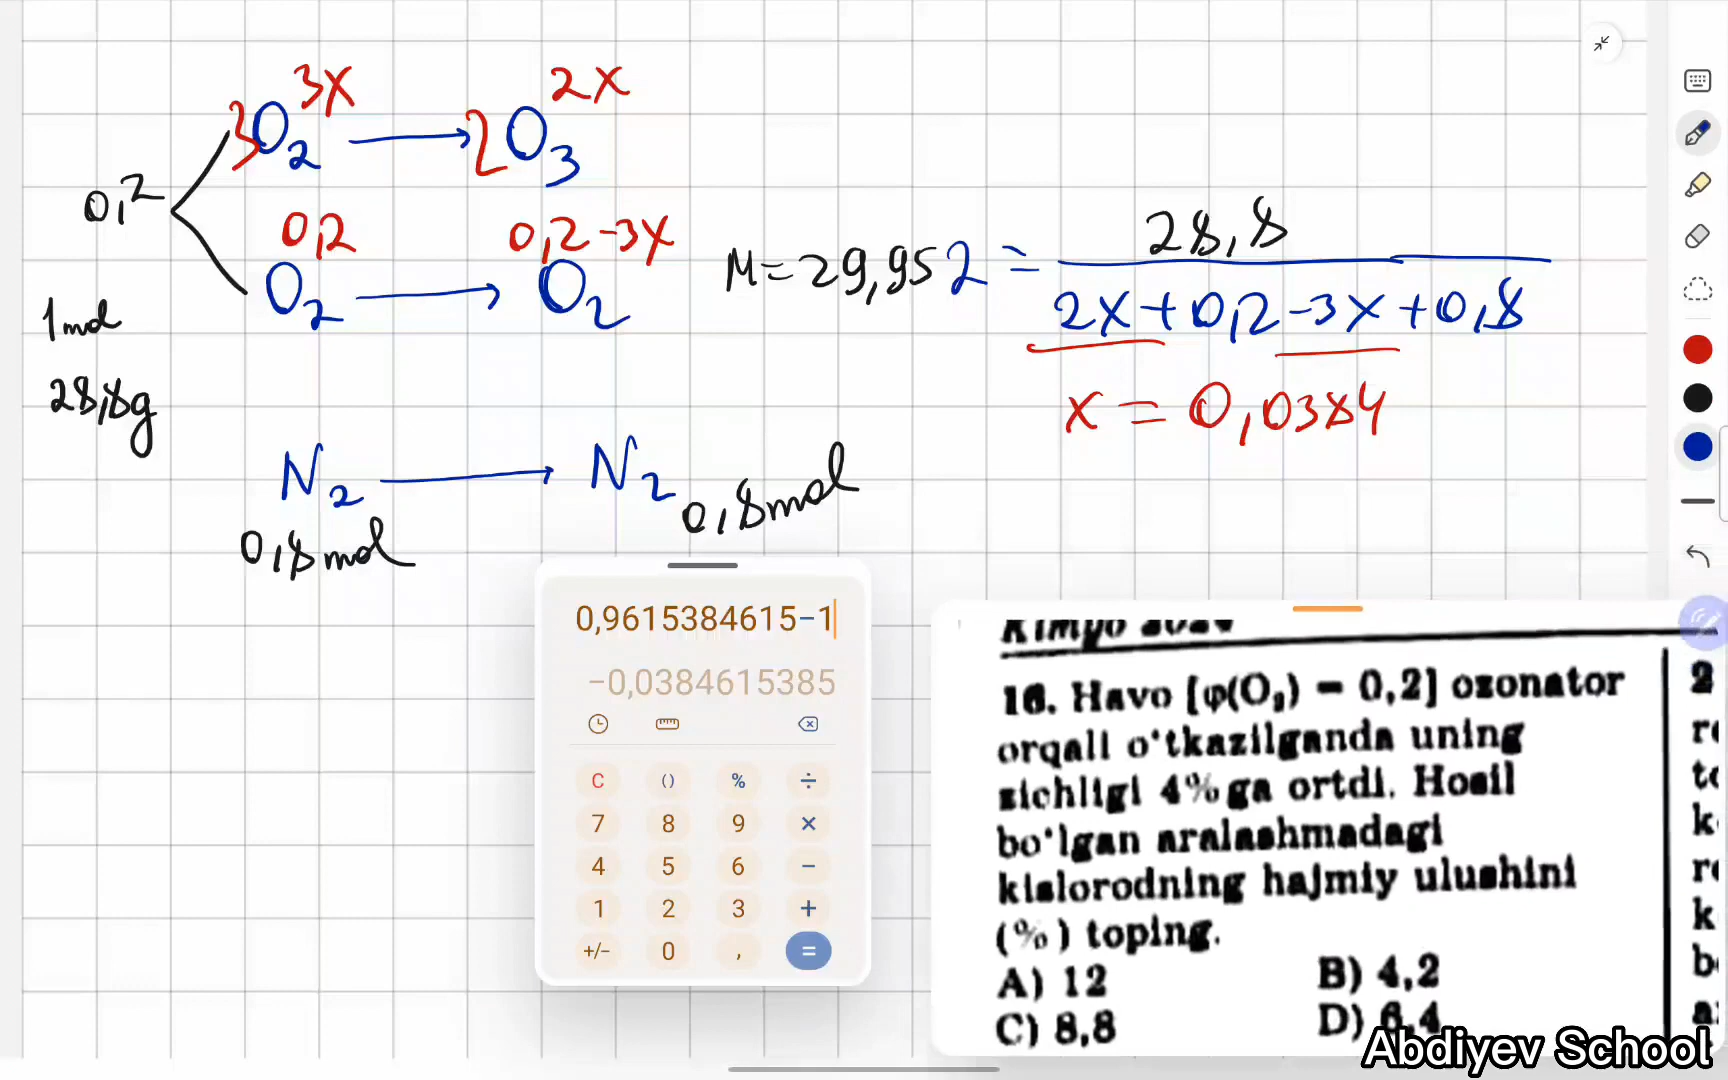 3X
2X
3O2 → 2O3
0,2
0,2
0,2-3X
O2 → O2
1mol
28,8g
N2 → N2
0,8mol
0,8mol
M=29,952=
28,8
2x+0,2-3x+0,8
x=0,0384
0,9615384615−1
−0,0384615385
C () % ÷
7 8 9 ×
4 5 6 −
1 2 3 +
+/− 0 , =
16. Havo [φ(O2) = 0,2] ozonator
orqali o'tkazilganda uning
zichligi 4% ga ortdi. Hosil
bo'lgan aralashmadagi
kislorodning hajmiy ulushini
(%) toping.
A) 12
B) 4,2
C) 8,8
D) 6,4
2
k
k
Abdiyev School